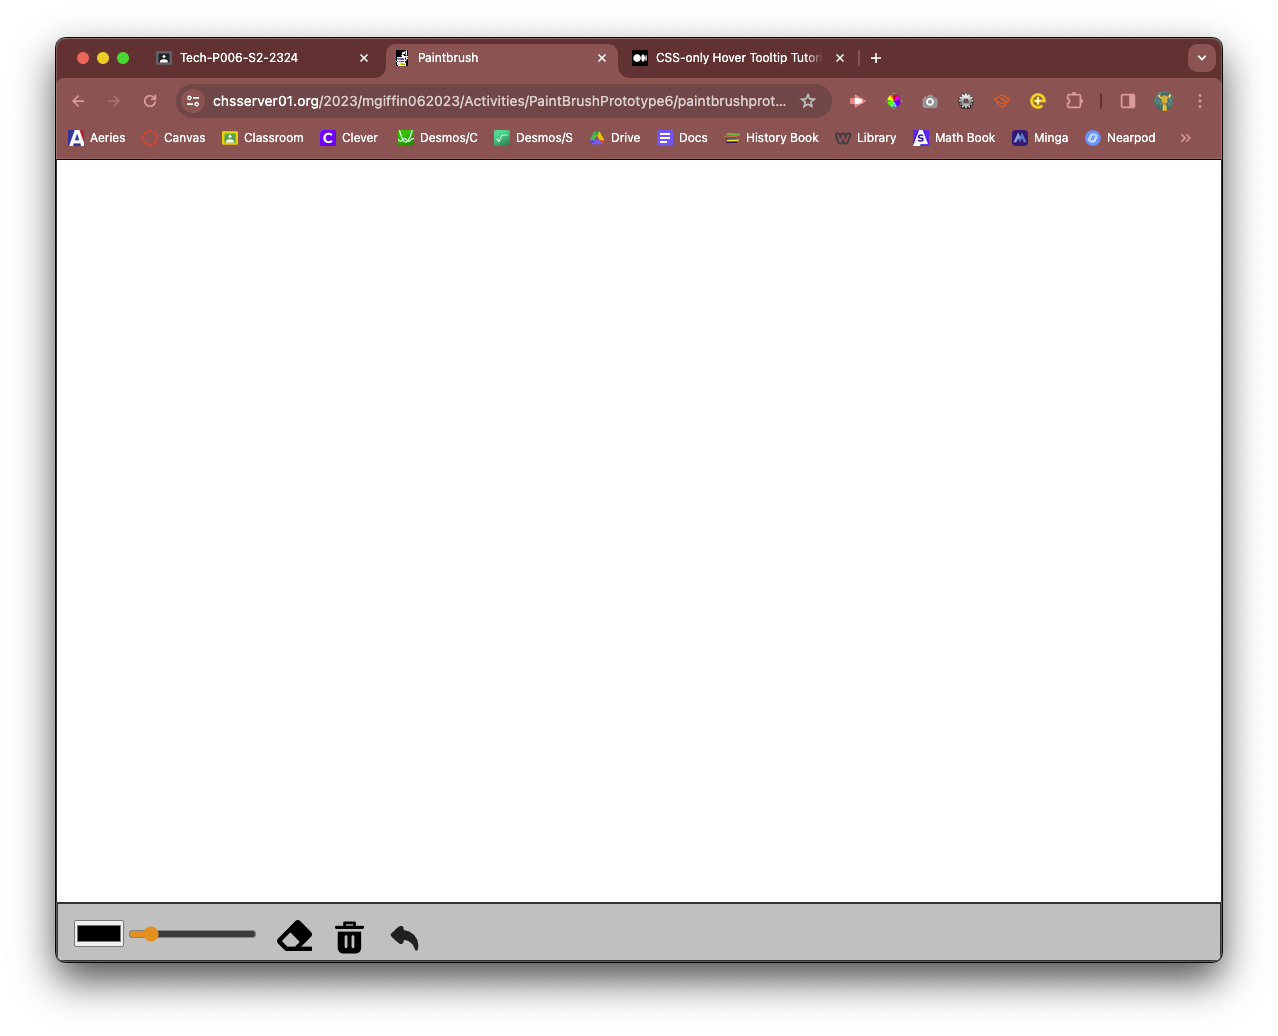 Tech-P006-S2-2324 Paintbrush CSS-only Hover Tooltip Tutori
chsserver01.org/2023/mgiffin062023/Activities/PaintBrushPrototype6/paintbrushprot...
Aeries Canvas Classroom Clever Desmos/C Desmos/S Drive Docs History Book Library Math Book Minga Nearpod